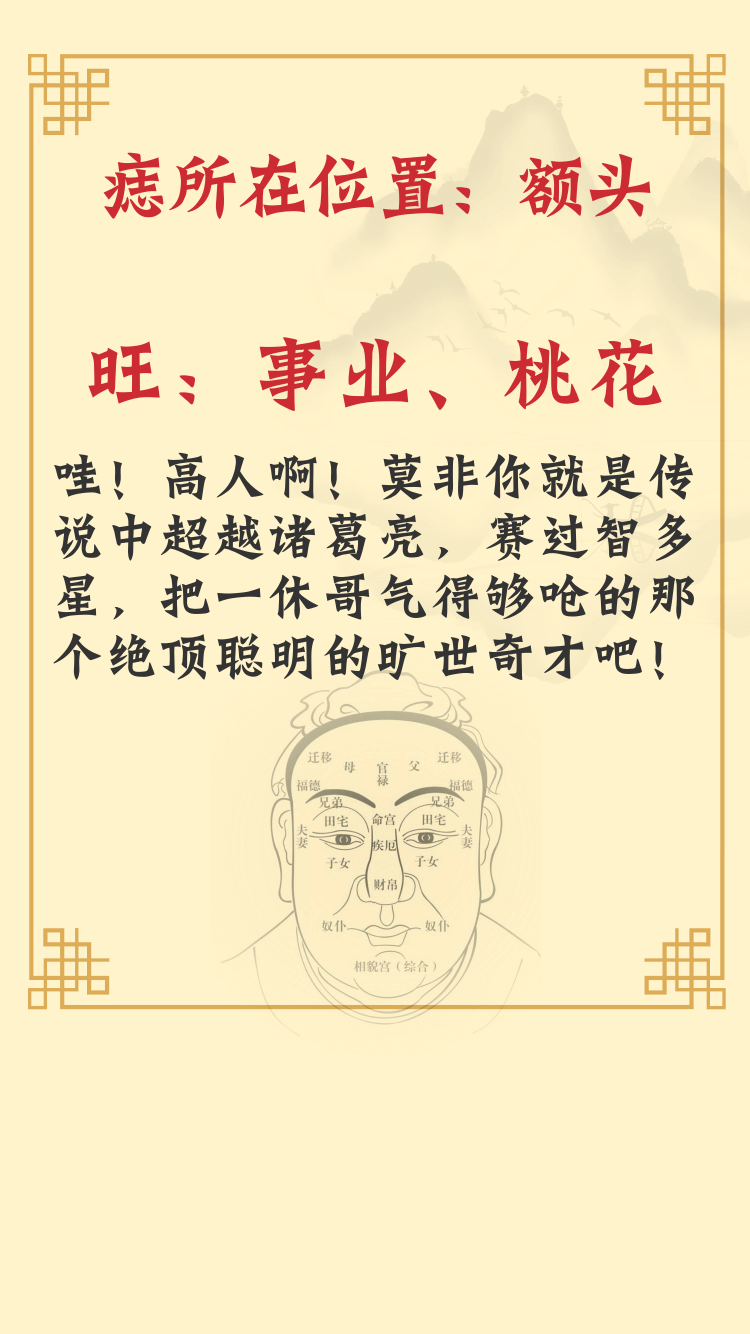 痣所在位置：额头
旺：事业、桃花
哇！高人啊！莫非你就是传
说中超越诸葛亮，赛过智多
星，把一休哥气得够呛的那
个绝顶聪明的旷世奇才吧！
迁移 母 官禄 父 迁移
福德 福德
兄弟 兄弟
田宅 命宫 田宅
夫妻 疾厄 夫妻
子女 子女
财帛
奴仆 奴仆
相貌宫（综合）